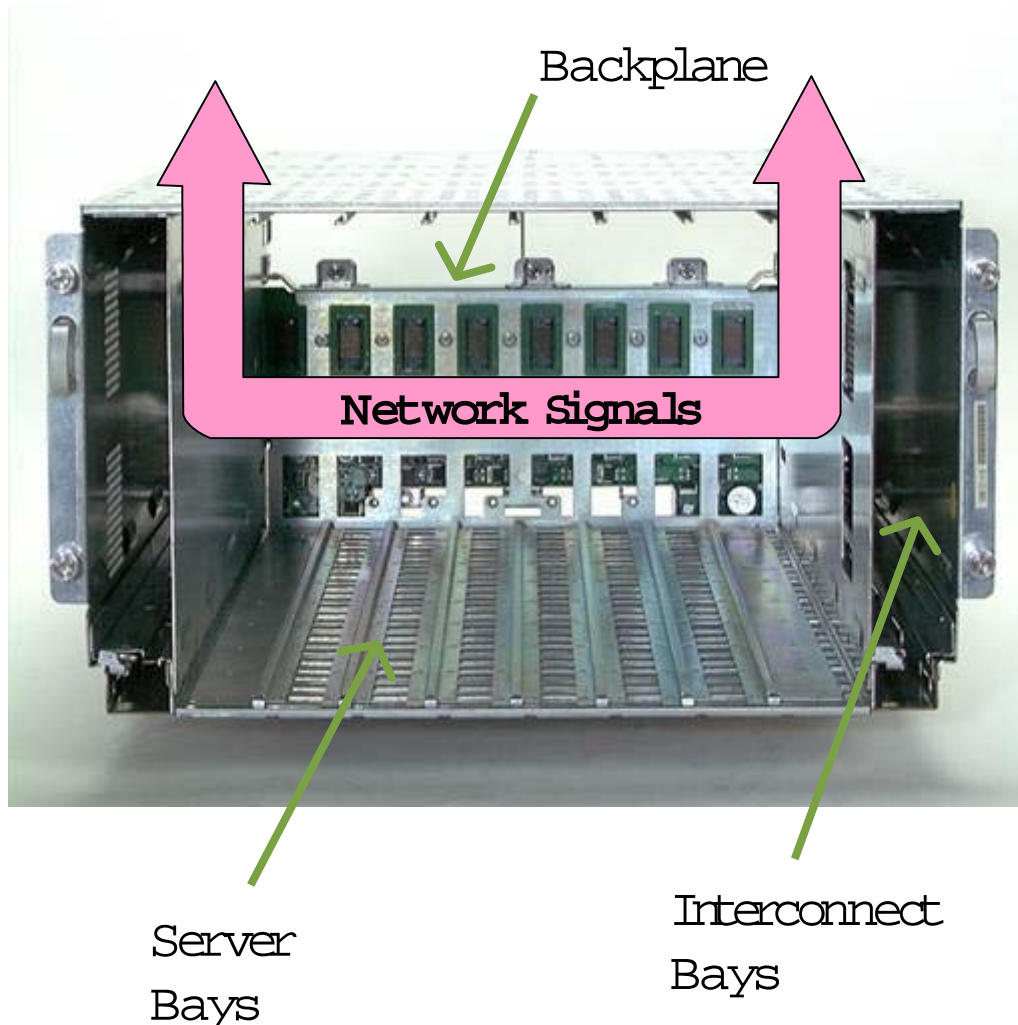 Backplane
Network Signals
Server
Bays
Interconnect
Bays